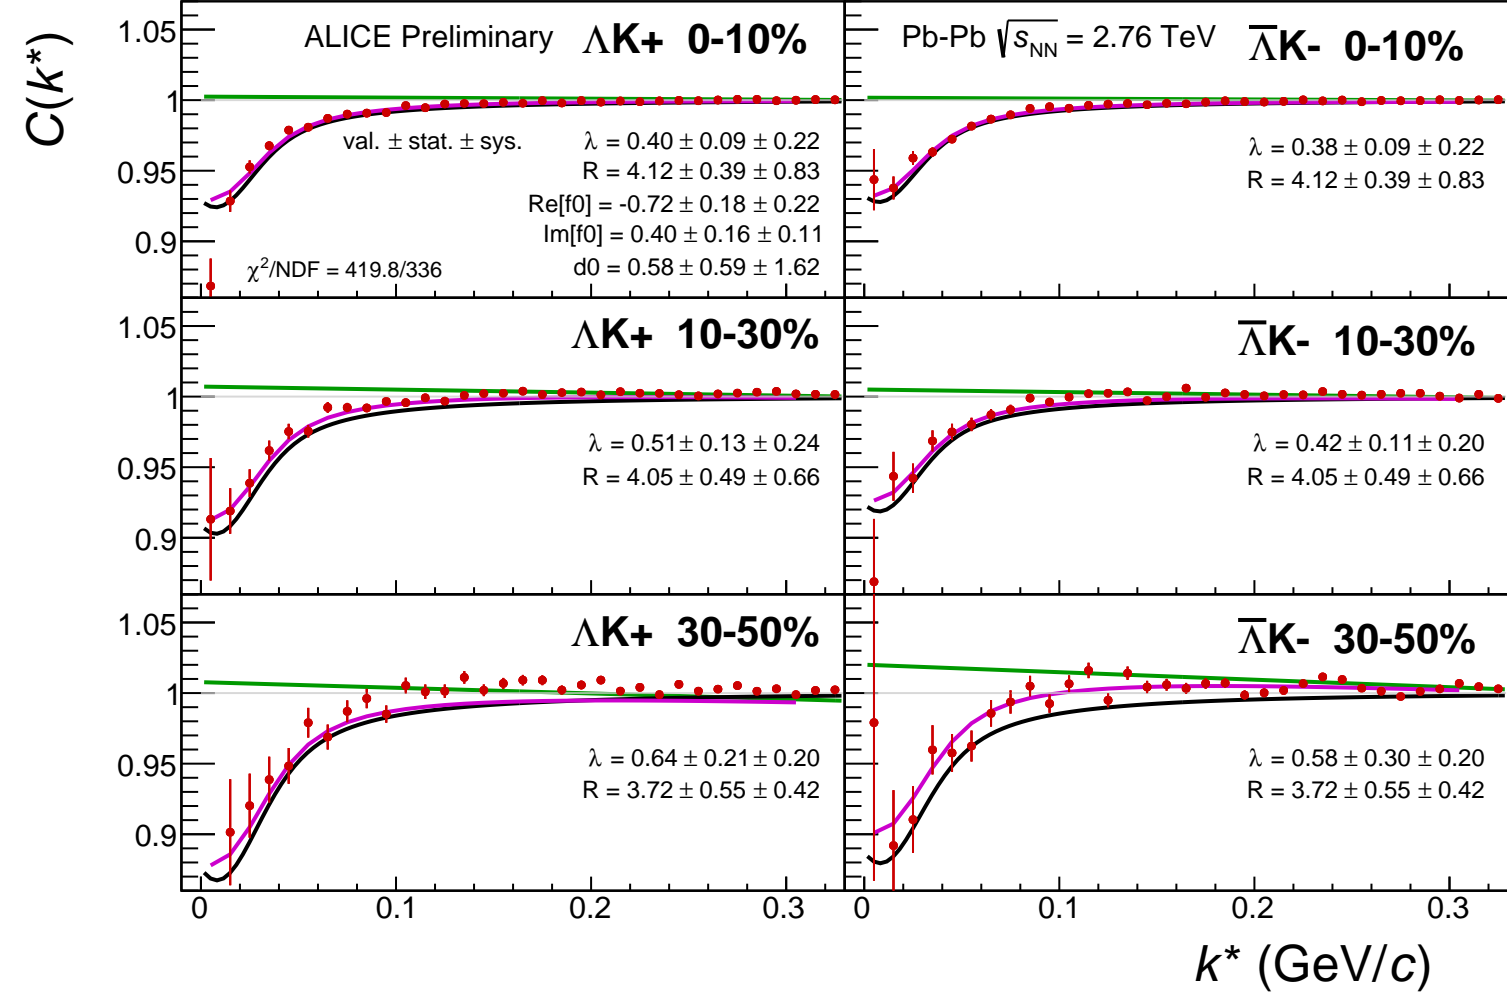 C(k*)
ALICE Preliminary ΛK+ 0-10%
val. ± stat. ± sys.
λ = 0.40 ± 0.09 ± 0.22
R = 4.12 ± 0.39 ± 0.83
Re[f0] = -0.72 ± 0.18 ± 0.22
Im[f0] = 0.40 ± 0.16 ± 0.11
d0 = 0.58 ± 0.59 ± 1.62
χ²/NDF = 419.8/336
1.05
1
0.95
0.9
Pb-Pb √sNN = 2.76 TeV Λ̅K- 0-10%
λ = 0.38 ± 0.09 ± 0.22
R = 4.12 ± 0.39 ± 0.83
ΛK+ 10-30%
λ = 0.51 ± 0.13 ± 0.24
R = 4.05 ± 0.49 ± 0.66
1.05
1
0.95
0.9
Λ̅K- 10-30%
λ = 0.42 ± 0.11 ± 0.20
R = 4.05 ± 0.49 ± 0.66
ΛK+ 30-50%
λ = 0.64 ± 0.21 ± 0.20
R = 3.72 ± 0.55 ± 0.42
1.05
1
0.95
0.9
Λ̅K- 30-50%
λ = 0.58 ± 0.30 ± 0.20
R = 3.72 ± 0.55 ± 0.42
0 0.1 0.2 0.3 0 0.1 0.2 0.3
k* (GeV/c)